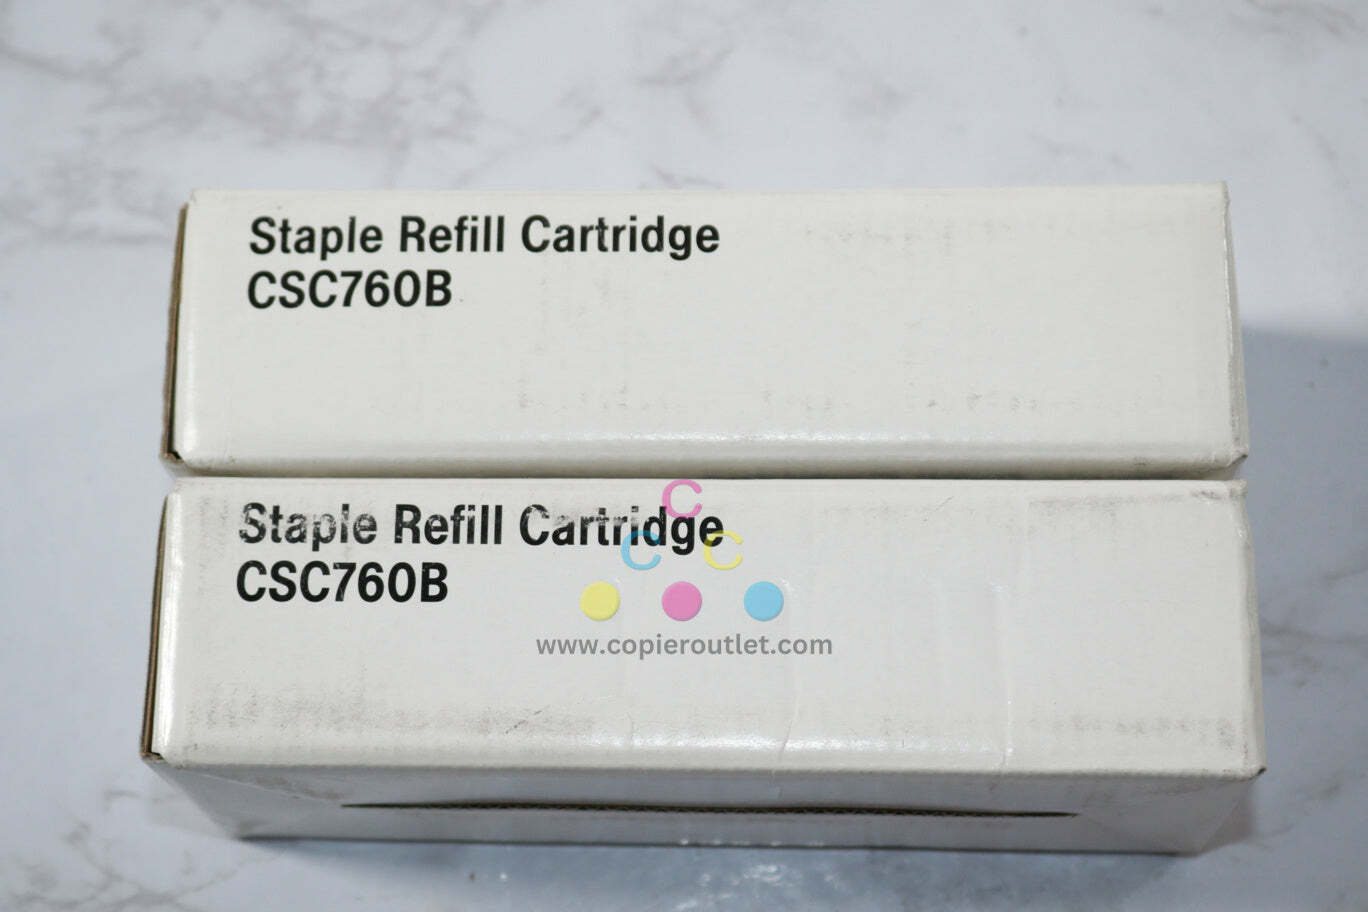 Staple Refill Cartridge
CSC760B
Staple Refill Cartridge
CSC760B
C
C C
www.copieroutlet.com